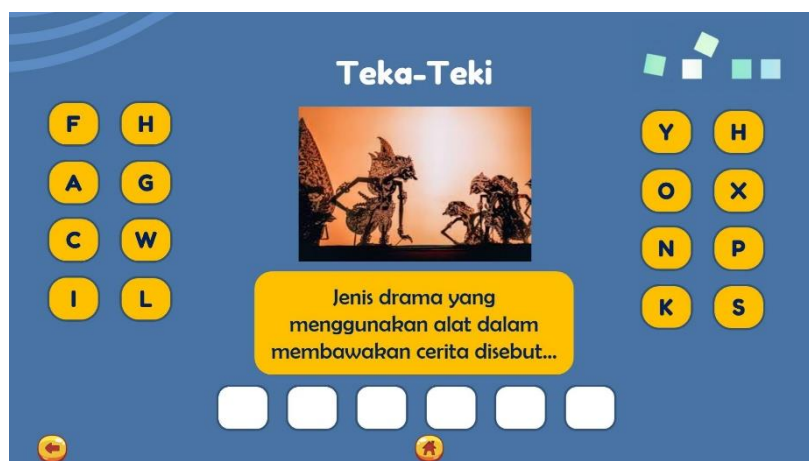 Teka-Teki
F H
A G
C W
I L
Y H
O X
N P
K S
Jenis drama yang
menggunakan alat dalam
membawakan cerita disebut...